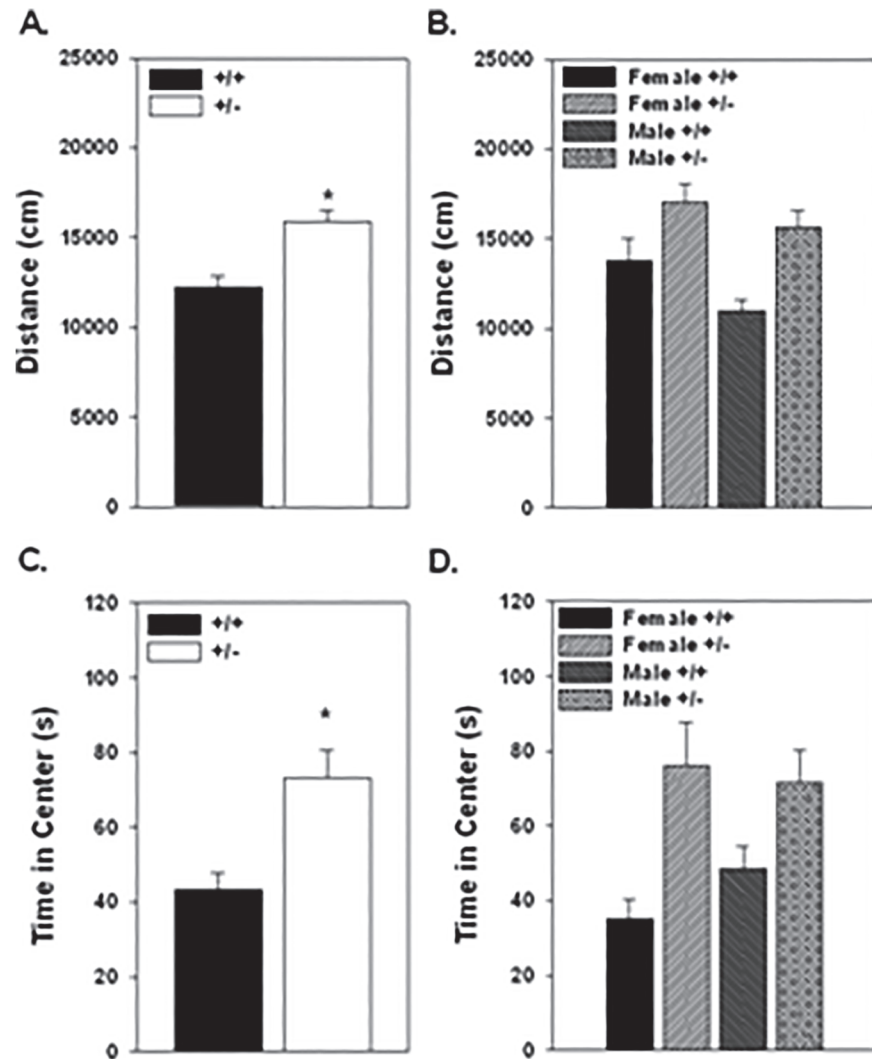 A.
25000
20000
15000
10000
5000
0
Distance (cm)
+/+
+/-
*
B.
25000
20000
15000
10000
5000
0
Distance (cm)
Female +/+
Female +/-
Male +/+
Male +/-
C.
120
100
80
60
40
20
0
Time in Center (s)
+/+
+/-
*
D.
120
100
80
60
40
20
0
Time in Center (s)
Female +/+
Female +/-
Male +/+
Male +/-